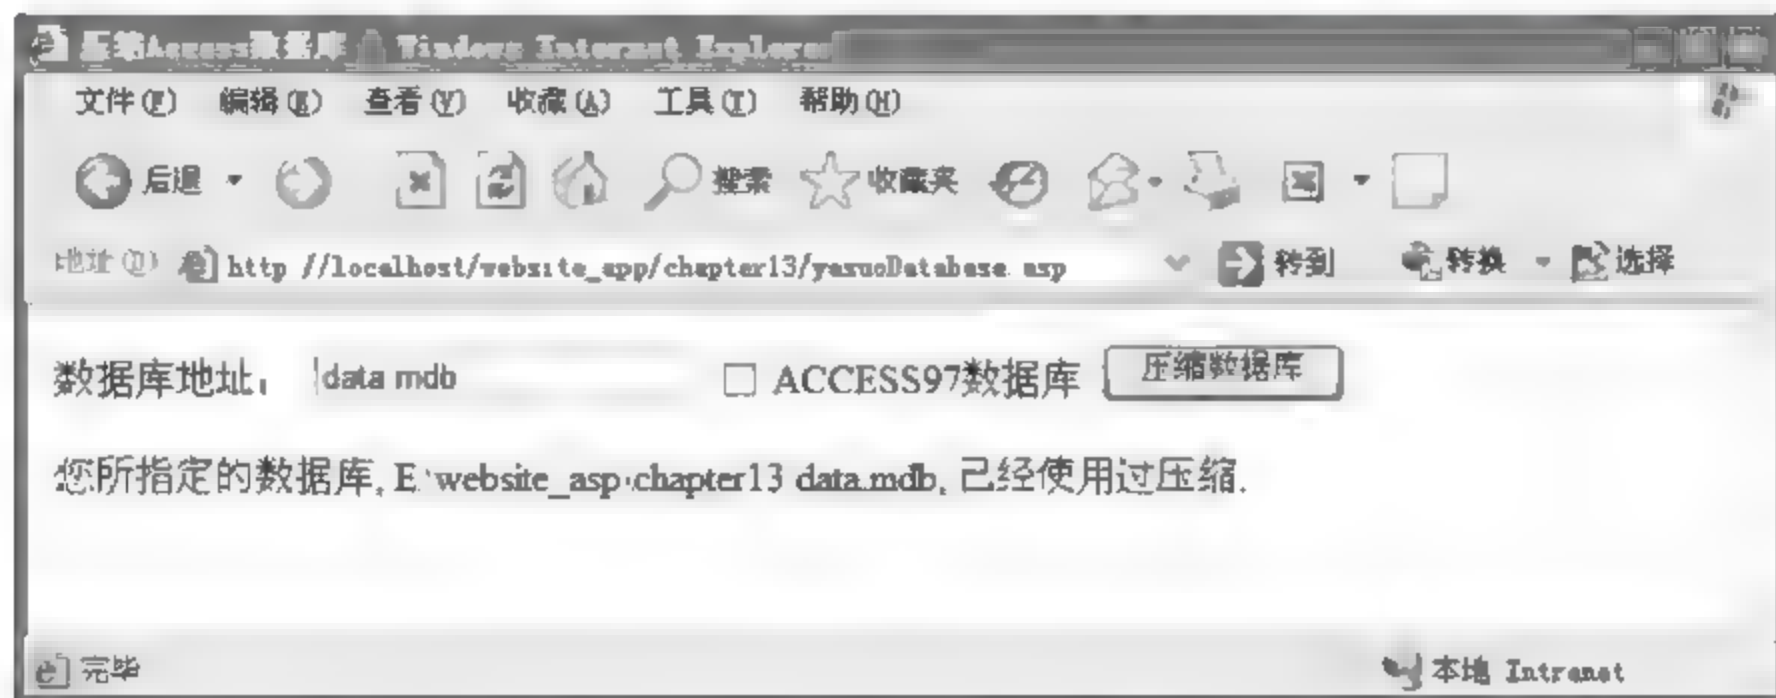 压缩Access数据库 - Windows Internet Explorer
文件(F) 编辑(E) 查看(V) 收藏(A) 工具(T) 帮助(H)
后退 搜索 收藏夹
地址(D) http //localhost/website_app/chapter13/yasuoDatabase asp 转到 转换 选择
数据库地址: data mdb ACCESS97数据库 压缩数据库
您所指定的数据库, E:\website_asp\chapter13 data.mdb, 已经使用过压缩.
完毕 本地 Intranet